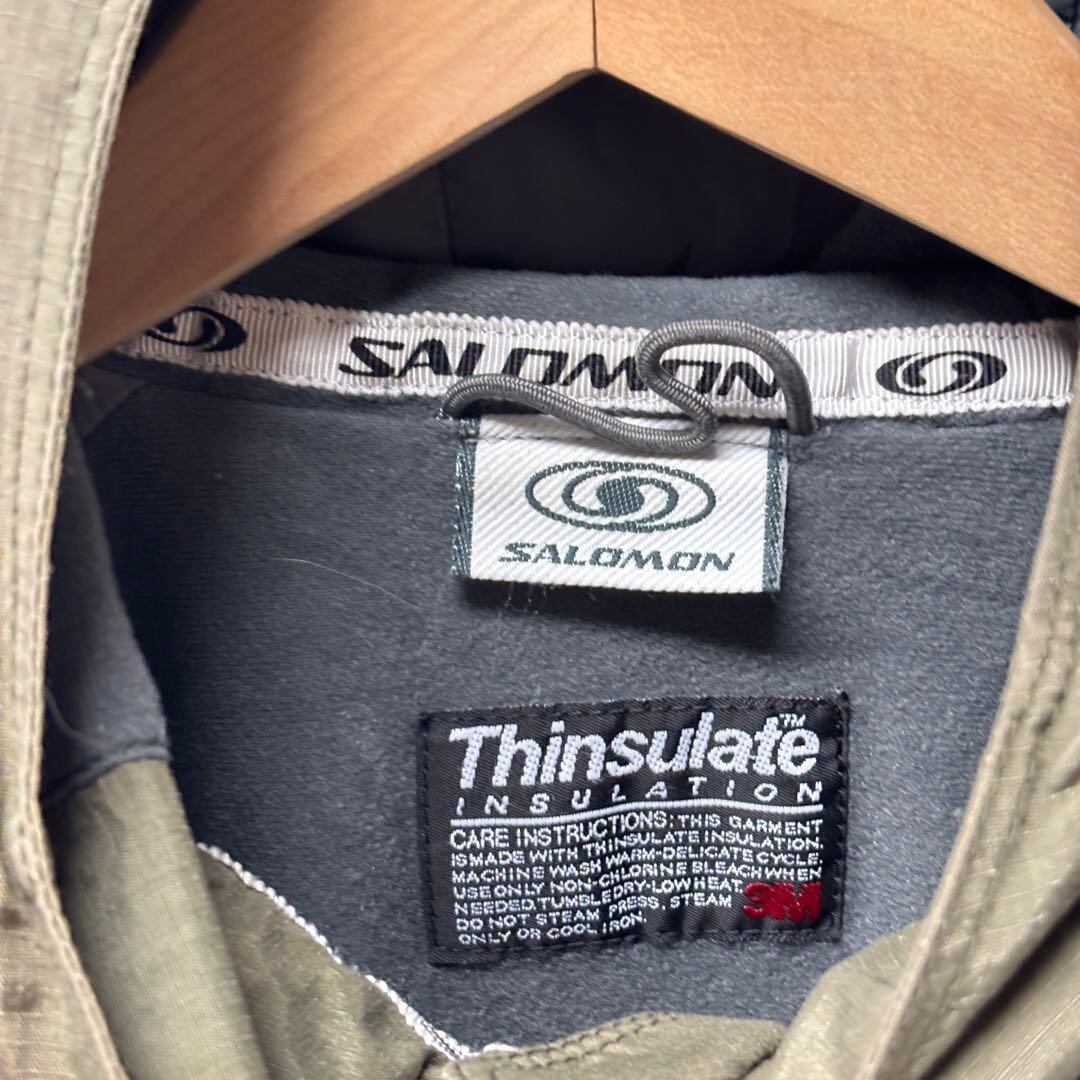 SALOMON
SALOMON
Thinsulate™
INSULATION
CARE INSTRUCTIONS: THIS GARMENT
IS MADE WITH THINSULATE INSULATION
MACHINE WASH WARM-DELICATE CYCLE
USE ONLY NON-CHLORINE BLEACH WHEN
NEEDED. TUMBLE DRY-LOW HEAT.
DO NOT STEAM PRESS, STEAM
ONLY OR COOL IRON.
3M